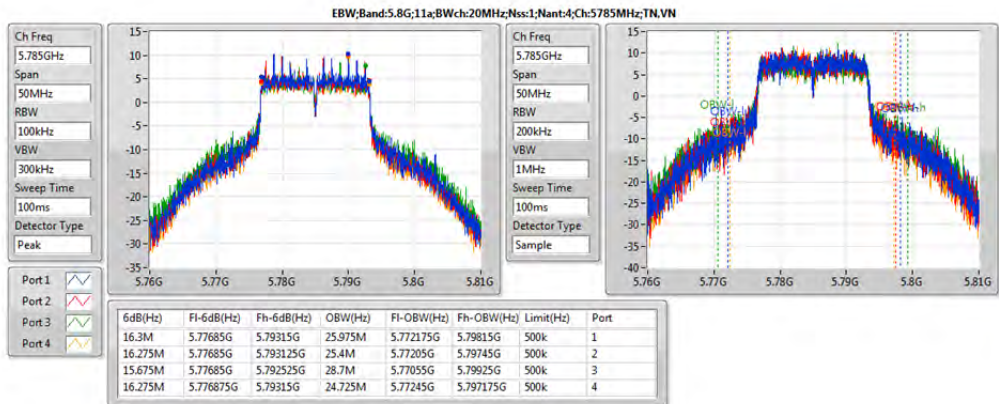 EBW;Band:5.8G;11a;BWch:20MHz;Nss:1;Nant:4;Ch:5785MHz;TN,VN
Ch Freq
5.785GHz
Span
50MHz
RBW
100kHz
VBW
300kHz
Sweep Time
100ms
Detector Type
Peak
15
10
5
0
-5
-10
-15
-20
-25
-30
-35
5.76G 5.77G 5.78G 5.79G 5.8G 5.81G
Ch Freq
5.785GHz
Span
50MHz
RBW
200kHz
VBW
1MHz
Sweep Time
100ms
Detector Type
Sample
15
10
5
0
-5
-10
-15
-20
-25
-30
-35
-40
OBW-l
5.76G 5.77G 5.78G 5.79G 5.8G 5.81G
Port 1
Port 2
Port 3
Port 4
6dB(Hz) Fl-6dB(Hz) Fh-6dB(Hz) OBW(Hz) Fl-OBW(Hz) Fh-OBW(Hz) Limit(Hz) Port
16.3M 5.77685G 5.79315G 25.975M 5.772175G 5.79815G 500k 1
16.275M 5.77685G 5.793125G 25.4M 5.77205G 5.79745G 500k 2
15.675M 5.77685G 5.792525G 28.7M 5.77055G 5.79925G 500k 3
16.275M 5.776875G 5.79315G 24.725M 5.77245G 5.797175G 500k 4